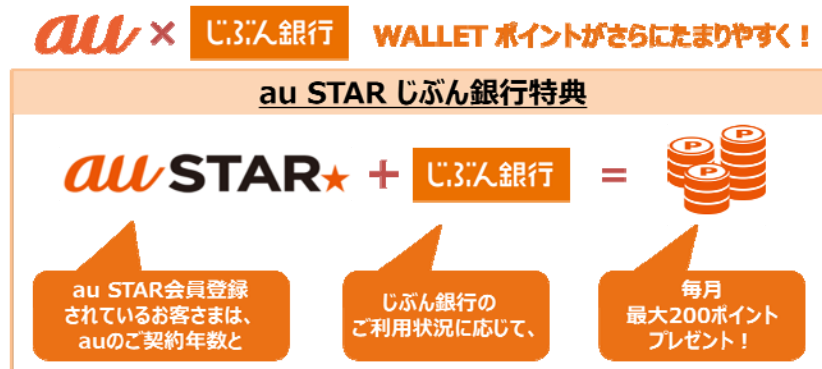 au × じぶん銀行 WALLET ポイントがさらにたまりやすく！
au STAR じぶん銀行特典
au STAR★ + じぶん銀行 =
P P
au STAR会員登録
されているお客さまは、
auのご契約年数と
じぶん銀行の
ご利用状況に応じて、
毎月
最大200ポイント
プレゼント！